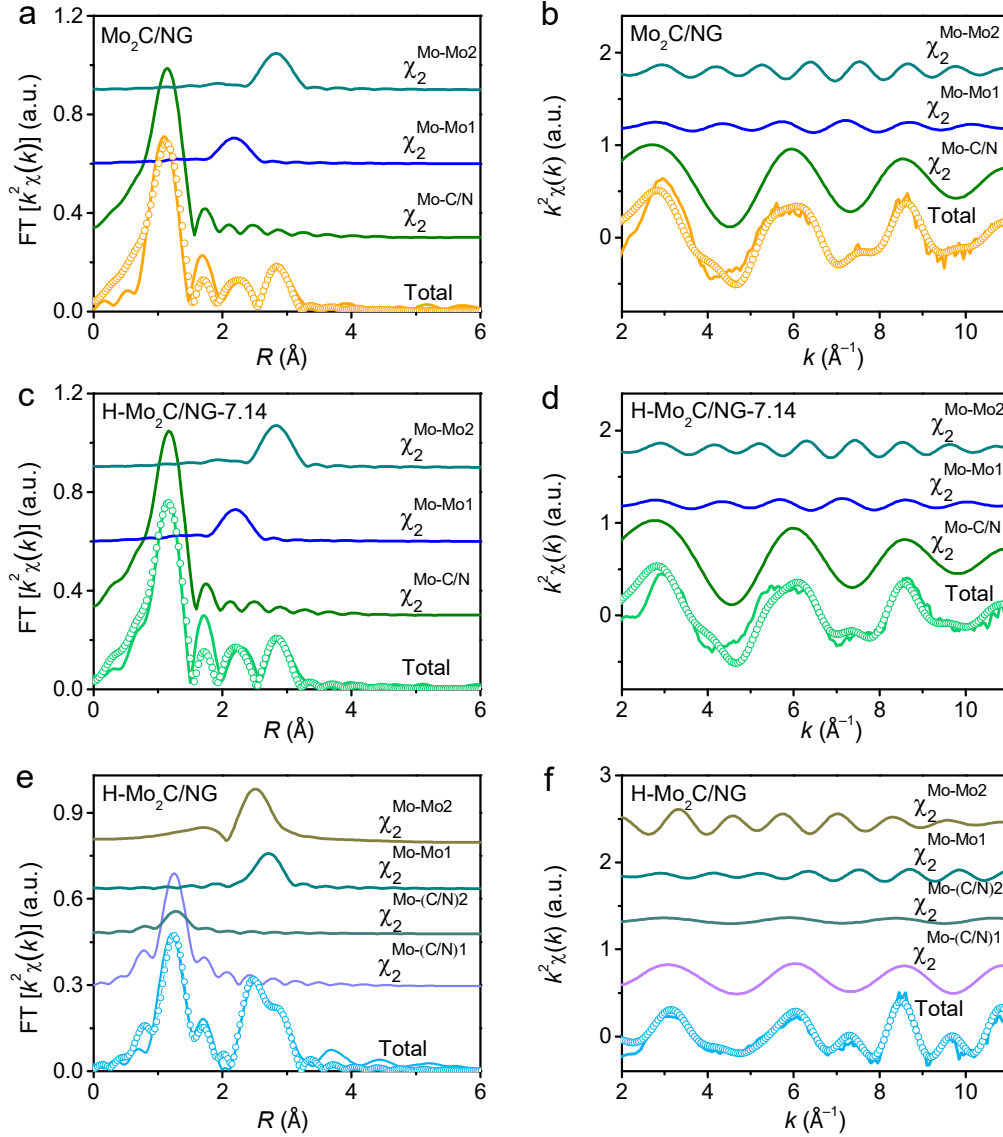 a
Mo₂C/NG
χ₂ᴹᵒ⁻ᴹᵒ²
χ₂ᴹᵒ⁻ᴹᵒ¹
χ₂ᴹᵒ⁻ꟲ/ᴺ
Total
FT [k²χ(k)] (a.u.)
0.0
0.4
0.8
1.2
0 2 4 6
R (Å)
b
Mo₂C/NG
χ₂ᴹᵒ⁻ᴹᵒ²
χ₂ᴹᵒ⁻ᴹᵒ¹
χ₂ᴹᵒ⁻ꟲ/ᴺ
Total
k²χ(k) (a.u.)
0
1
2
2 4 6 8 10
k (Å⁻¹)
c
H-Mo₂C/NG-7.14
χ₂ᴹᵒ⁻ᴹᵒ²
χ₂ᴹᵒ⁻ᴹᵒ¹
χ₂ᴹᵒ⁻ꟲ/ᴺ
Total
FT [k²χ(k)] (a.u.)
0.0
0.4
0.8
1.2
0 2 4 6
R (Å)
d
H-Mo₂C/NG-7.14
χ₂ᴹᵒ⁻ᴹᵒ²
χ₂ᴹᵒ⁻ᴹᵒ¹
χ₂ᴹᵒ⁻ꟲ/ᴺ
Total
k²χ(k) (a.u.)
0
1
2
2 4 6 8 10
k (Å⁻¹)
e
H-Mo₂C/NG
χ₂ᴹᵒ⁻ᴹᵒ²
χ₂ᴹᵒ⁻ᴹᵒ¹
χ₂ᴹᵒ⁻⁽ꟲ/ᴺ⁾²
χ₂ᴹᵒ⁻⁽ꟲ/ᴺ⁾¹
Total
FT [k²χ(k)] (a.u.)
0.0
0.3
0.6
0.9
0 2 4 6
R (Å)
f
H-Mo₂C/NG
χ₂ᴹᵒ⁻ᴹᵒ²
χ₂ᴹᵒ⁻ᴹᵒ¹
χ₂ᴹᵒ⁻⁽ꟲ/ᴺ⁾²
χ₂ᴹᵒ⁻⁽ꟲ/ᴺ⁾¹
Total
k²χ(k) (a.u.)
0
1
2
3
2 4 6 8 10
k (Å⁻¹)